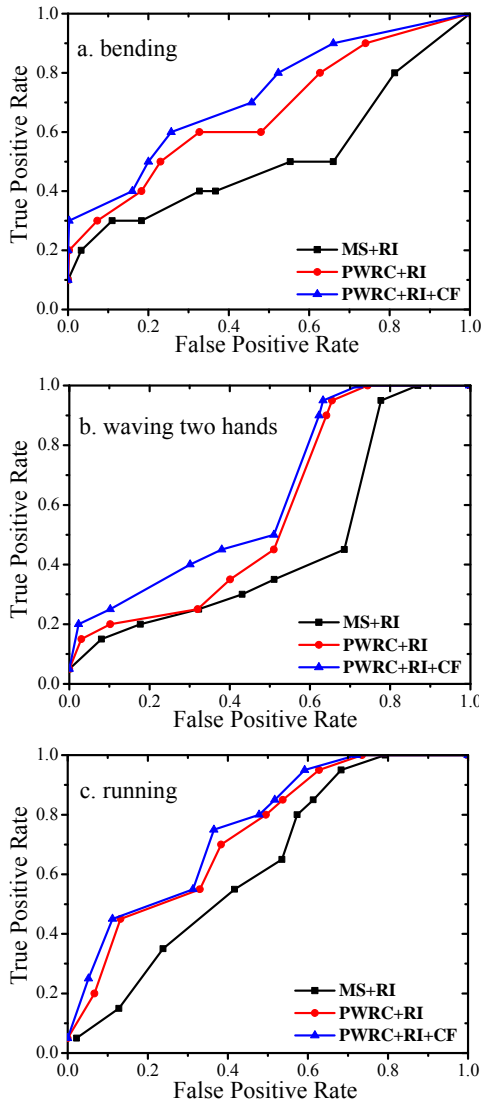 1.0
0.8
0.6
0.4
0.2
0.0
True Positive Rate
a. bending
MS+RI
PWRC+RI
PWRC+RI+CF
0.0 0.2 0.4 0.6 0.8 1.0
False Positive Rate
1.0
0.8
0.6
0.4
0.2
0.0
True Positive Rate
b. waving two hands
MS+RI
PWRC+RI
PWRC+RI+CF
0.0 0.2 0.4 0.6 0.8 1.0
False Positive Rate
1.0
0.8
0.6
0.4
0.2
0.0
True Positive Rate
c. running
MS+RI
PWRC+RI
PWRC+RI+CF
0.0 0.2 0.4 0.6 0.8 1.0
False Positive Rate